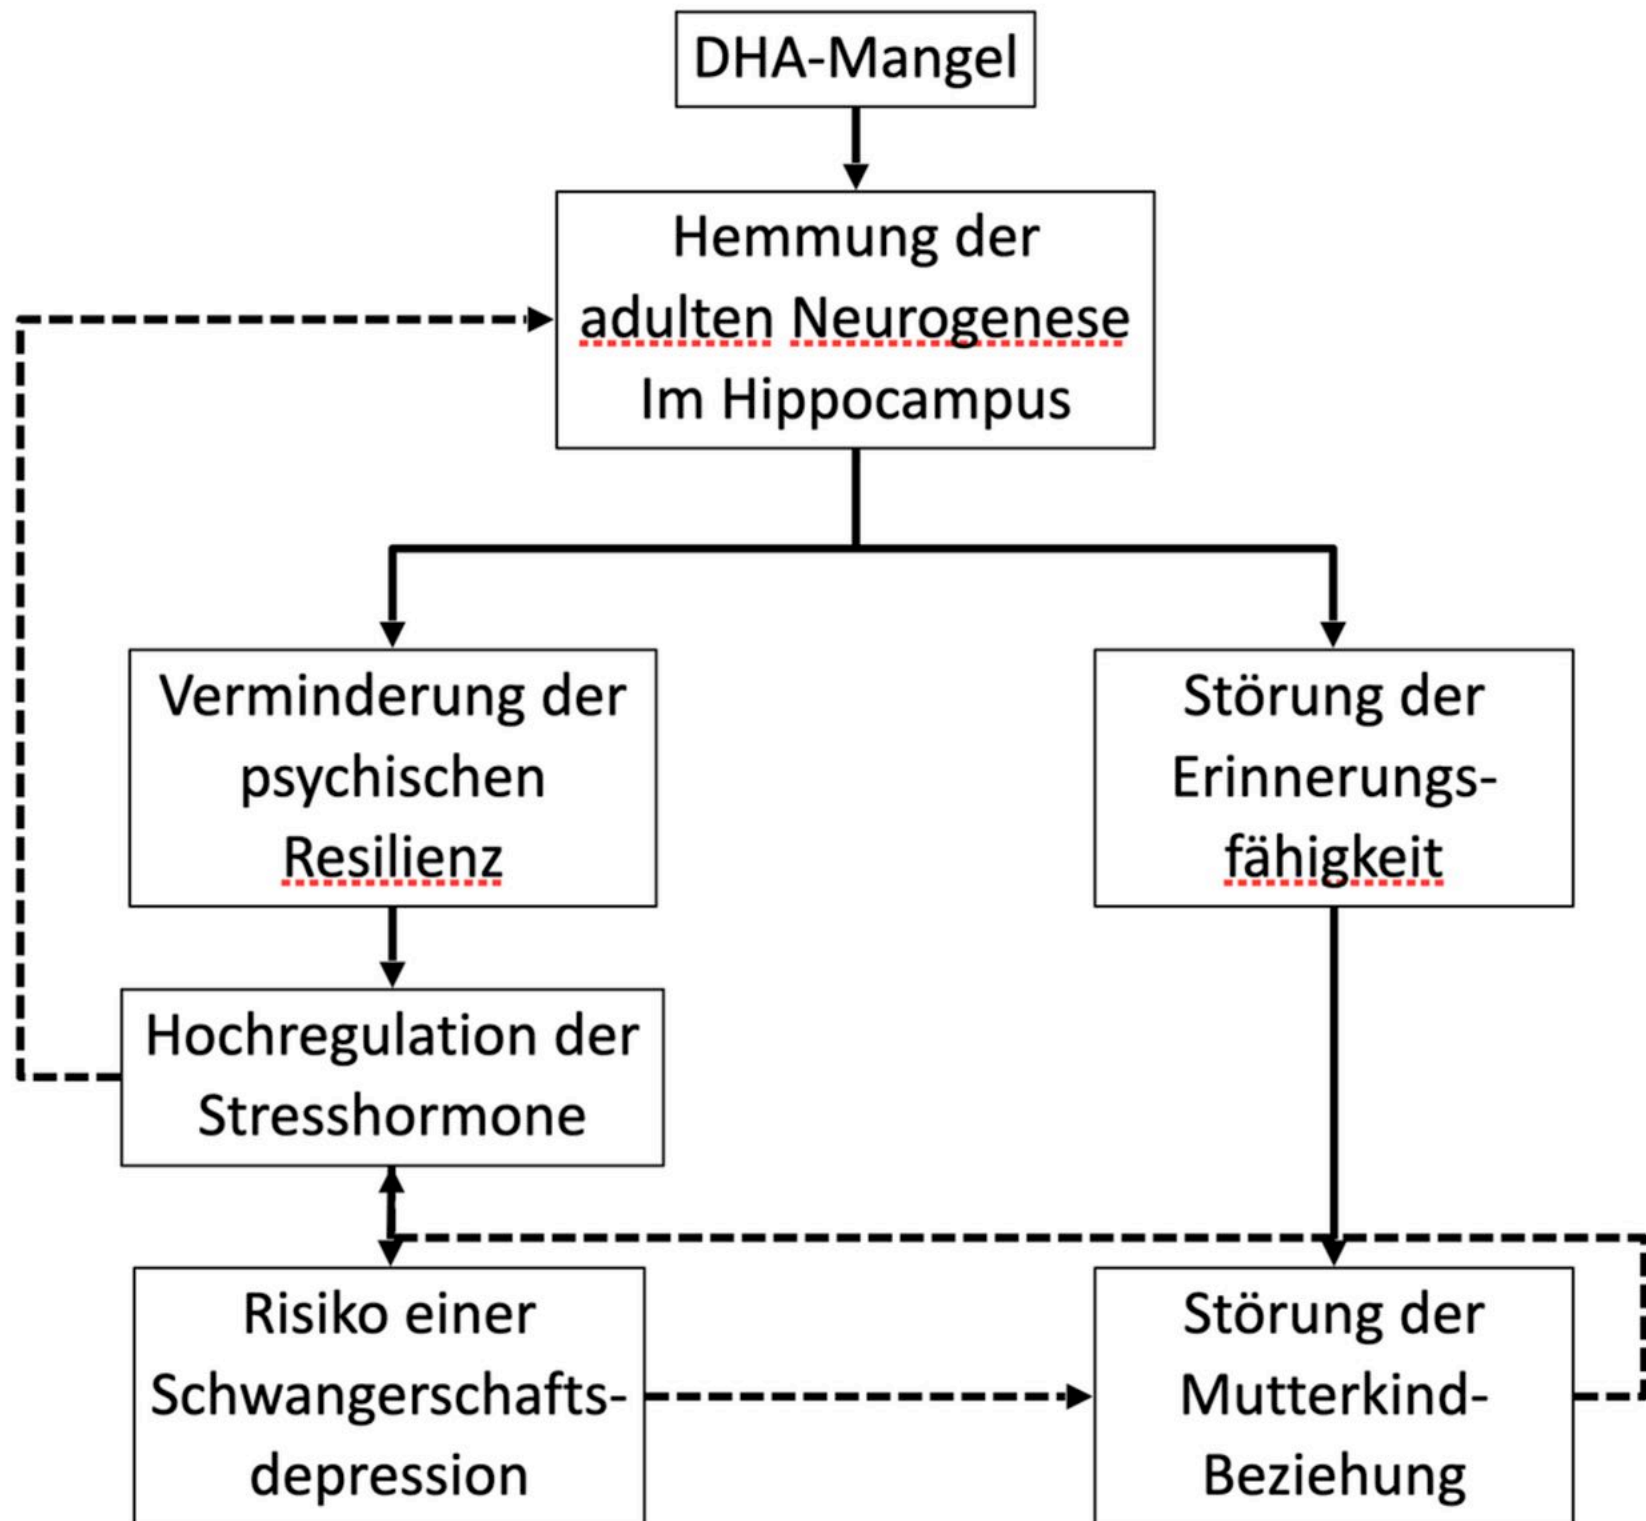 DHA-Mangel
Hemmung der
adulten Neurogenese
Im Hippocampus
Verminderung der
psychischen
Resilienz
Störung der
Erinnerungs-
fähigkeit
Hochregulation der
Stresshormone
Risiko einer
Schwangerschafts-
depression
Störung der
Mutterkind-
Beziehung